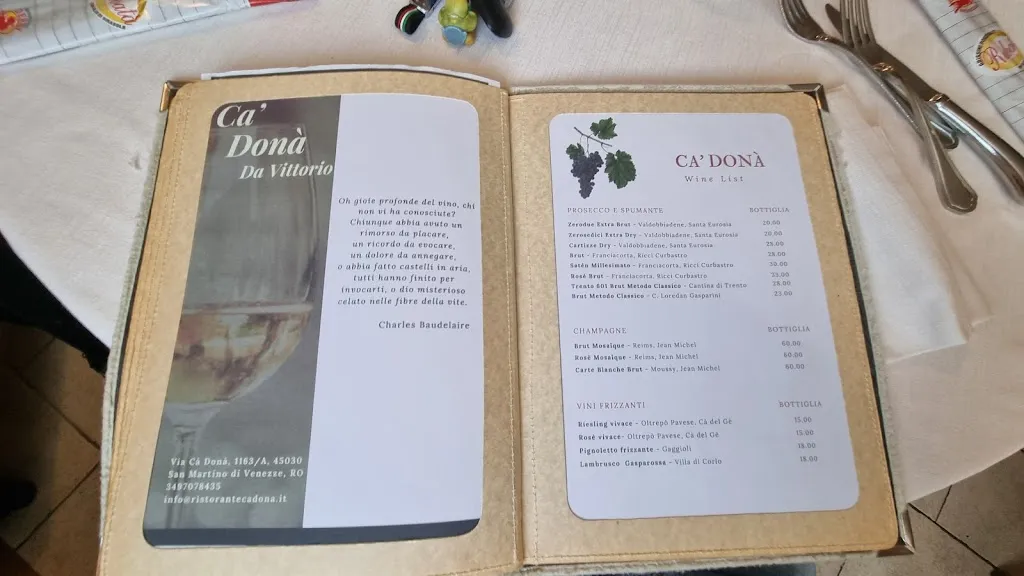 Ca'
Donà
Da Vittorio
Oh gioie profonde del vino, chi
non vi ha conosciute?
Chiunque abbia avuto un
rimorso da placare,
un ricordo da evocare,
un dolore da annegare,
o abbia fatto castelli in aria,
tutti hanno finito per
invocarti, o dio misterioso
celato nelle fibre della vite.
Charles Baudelaire
Via Cà Donà, 1163/A, 45030
San Martino di Venezze, RO
3497078435
info@ristorantecadona.it
CA' DONÀ
Wine List
PROSECCO E SPUMANTE BOTTIGLIA
Zerodue Extra Brut - Valdobbiadene, Santa Eurosia 20.00
Zerosedici Extra Dry - Valdobbiadene, Santa Eurosia 20.00
Cartizze Dry - Valdobbiadene, Santa Eurosia 29.00
Brut - Franciacorta, Ricci Curbastro 28.00
Satèn Millesimato - Franciacorta, Ricci Curbastro 30.00
Rosè Brut - Franciacorta, Ricci Curbastro 33.00
Trento 801 Brut Metodo Classico - Cantina di Trento 28.00
Brut Metodo Classico - C. Loredan Gasparini 25.00
CHAMPAGNE BOTTIGLIA
Brut Mosaïque - Reims, Jean Michel 60.00
Rosè Mosaïque - Reims, Jean Michel 60.00
Carte Blanche Brut - Moussy, Jean Michel 60.00
VINI FRIZZANTI BOTTIGLIA
Riesling vivace - Oltrepò Pavese, Cà del Gè 15.00
Rosé vivace- Oltrepò Pavese, Cà del Gè 15.00
Pignoletto frizzante - Gaggioli 18.00
Lambrusco Gasparossa - Villa di Corlo 18.00